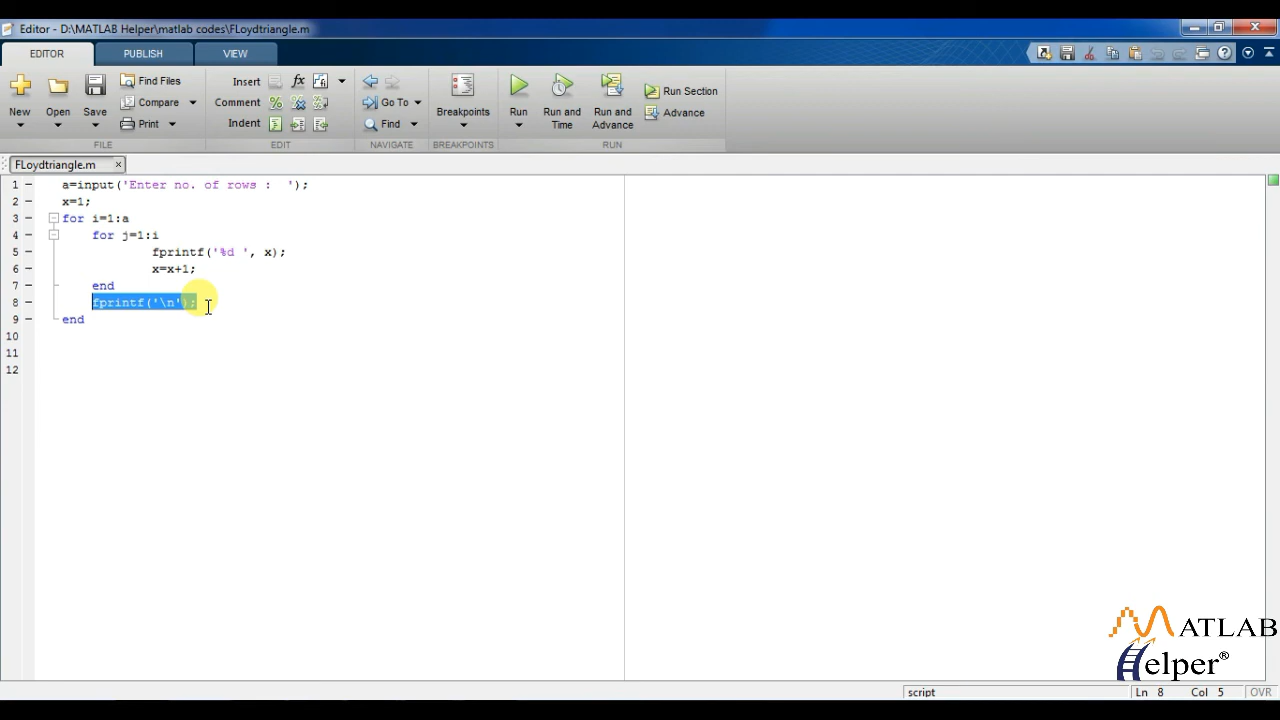 Editor - D:\MATLAB Helper\matlab codes\FLoydtriangle.m
EDITOR PUBLISH VIEW
New Open Save Find Files Compare Print
Insert fx
Comment
Indent
Go To Find
Breakpoints
Run Run and Time Run and Advance Run Section Advance
FILE EDIT NAVIGATE BREAKPOINTS RUN
FLoydtriangle.m ×
1 – a=input('Enter no. of rows :  ');
2 – x=1;
3 – for i=1:a
4 – for j=1:i
5 – fprintf('%d ', x);
6 – x=x+1;
7 – end
8 – fprintf('\n');
9 – end
10
11
12
MATLAB
Helper®
script Ln 8 Col 5 OVR